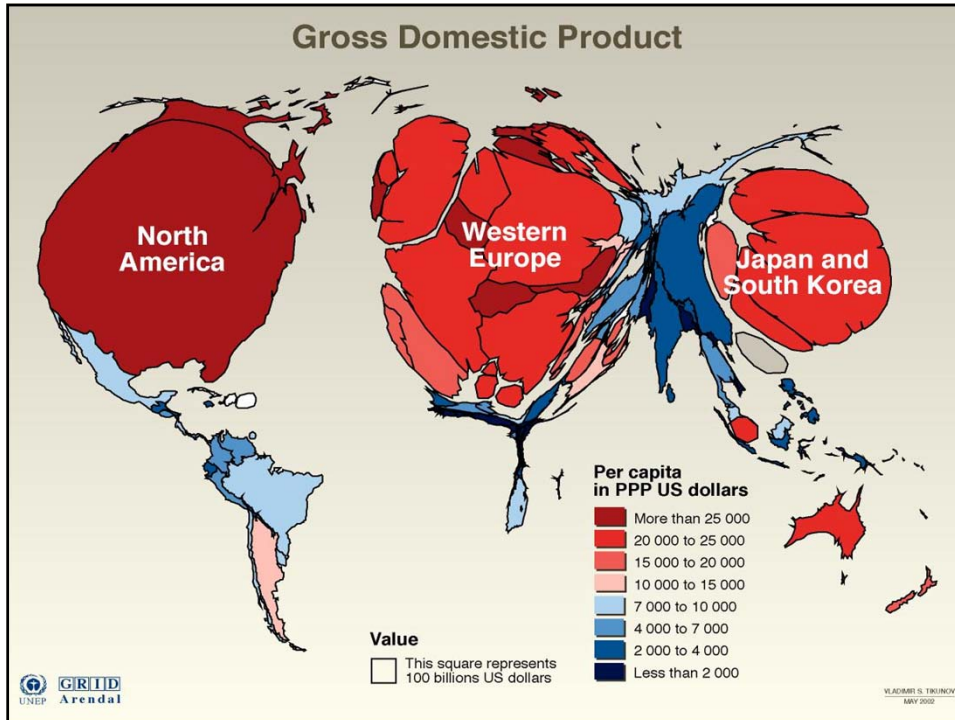 Gross Domestic Product
North
America
Western
Europe
Japan and
South Korea
Per capita
in PPP US dollars
More than 25 000
20 000 to 25 000
15 000 to 20 000
10 000 to 15 000
7 000 to 10 000
4 000 to 7 000
2 000 to 4 000
Less than 2 000
Value
This square represents
100 billions US dollars
UNEP
GRID
Arendal
VLADIMIR S. TIKUNOV
MAY 2002